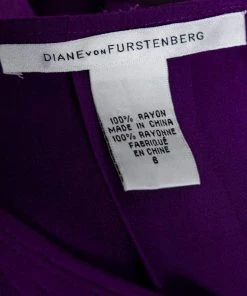 DIANE VON FURSTENBERG
100% RAYON
MADE IN CHINA
100% RAYONNE
FABRIQUÉ
EN CHINE
6